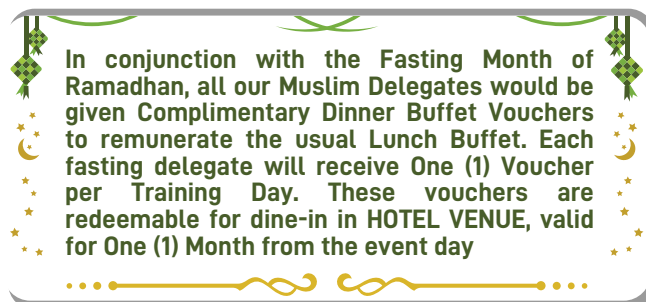 In conjunction with the Fasting Month of
Ramadhan, all our Muslim Delegates would be
given Complimentary Dinner Buffet Vouchers
to remunerate the usual Lunch Buffet. Each
fasting delegate will receive One (1) Voucher
per Training Day. These vouchers are
redeemable for dine-in in HOTEL VENUE, valid
for One (1) Month from the event day